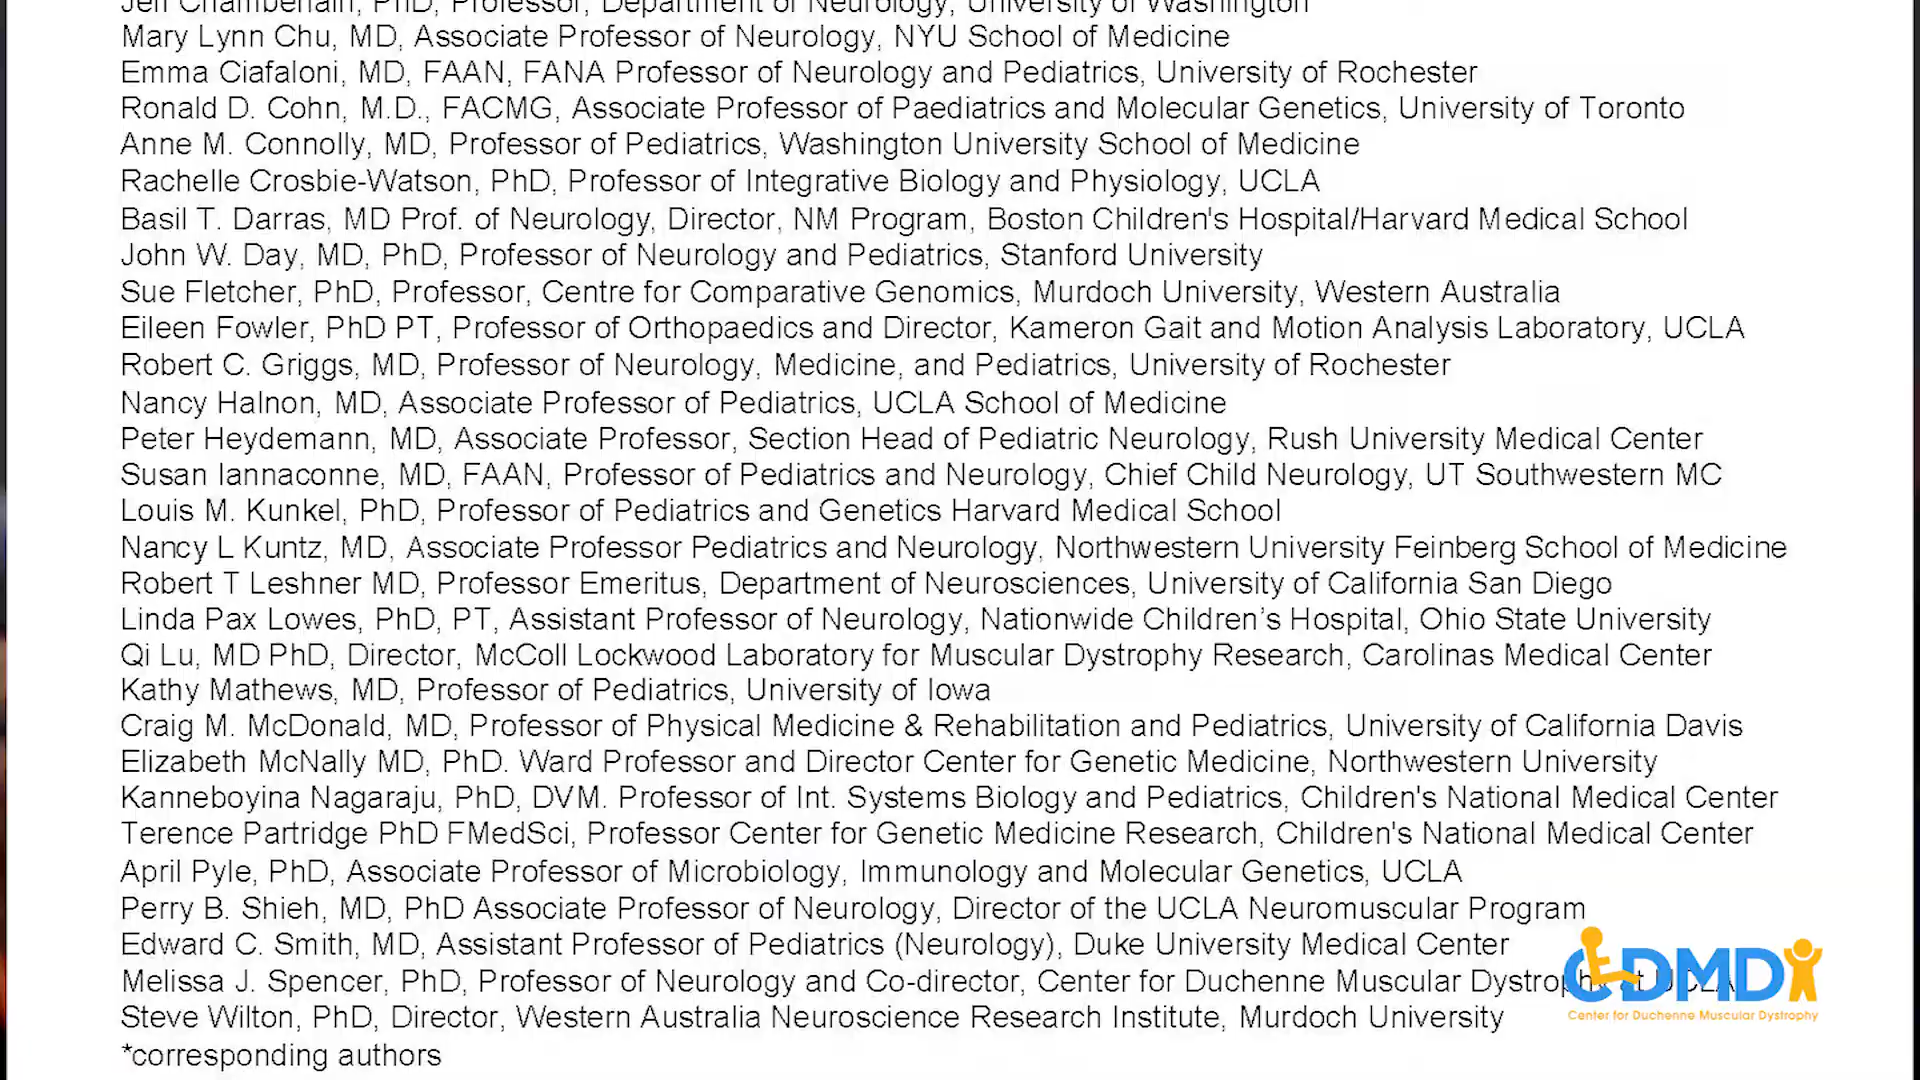 Jeff Chamberlain, PhD, Professor, Department of Neurology, University of Washington
Mary Lynn Chu, MD, Associate Professor of Neurology, NYU School of Medicine
Emma Ciafaloni, MD, FAAN, FANA Professor of Neurology and Pediatrics, University of Rochester
Ronald D. Cohn, M.D., FACMG, Associate Professor of Paediatrics and Molecular Genetics, University of Toronto
Anne M. Connolly, MD, Professor of Pediatrics, Washington University School of Medicine
Rachelle Crosbie-Watson, PhD, Professor of Integrative Biology and Physiology, UCLA
Basil T. Darras, MD Prof. of Neurology, Director, NM Program, Boston Children's Hospital/Harvard Medical School
John W. Day, MD, PhD, Professor of Neurology and Pediatrics, Stanford University
Sue Fletcher, PhD, Professor, Centre for Comparative Genomics, Murdoch University, Western Australia
Eileen Fowler, PhD PT, Professor of Orthopaedics and Director, Kameron Gait and Motion Analysis Laboratory, UCLA
Robert C. Griggs, MD, Professor of Neurology, Medicine, and Pediatrics, University of Rochester
Nancy Halnon, MD, Associate Professor of Pediatrics, UCLA School of Medicine
Peter Heydemann, MD, Associate Professor, Section Head of Pediatric Neurology, Rush University Medical Center
Susan Iannaconne, MD, FAAN, Professor of Pediatrics and Neurology, Chief Child Neurology, UT Southwestern MC
Louis M. Kunkel, PhD, Professor of Pediatrics and Genetics Harvard Medical School
Nancy L Kuntz, MD, Associate Professor Pediatrics and Neurology, Northwestern University Feinberg School of Medicine
Robert T Leshner MD, Professor Emeritus, Department of Neurosciences, University of California San Diego
Linda Pax Lowes, PhD, PT, Assistant Professor of Neurology, Nationwide Children’s Hospital, Ohio State University
Qi Lu, MD PhD, Director, McColl Lockwood Laboratory for Muscular Dystrophy Research, Carolinas Medical Center
Kathy Mathews, MD, Professor of Pediatrics, University of Iowa
Craig M. McDonald, MD, Professor of Physical Medicine & Rehabilitation and Pediatrics, University of California Davis
Elizabeth McNally MD, PhD. Ward Professor and Director Center for Genetic Medicine, Northwestern University
Kanneboyina Nagaraju, PhD, DVM. Professor of Int. Systems Biology and Pediatrics, Children's National Medical Center
Terence Partridge PhD FMedSci, Professor Center for Genetic Medicine Research, Children's National Medical Center
April Pyle, PhD, Associate Professor of Microbiology, Immunology and Molecular Genetics, UCLA
Perry B. Shieh, MD, PhD Associate Professor of Neurology, Director of the UCLA Neuromuscular Program
Edward C. Smith, MD, Assistant Professor of Pediatrics (Neurology), Duke University Medical Center
Melissa J. Spencer, PhD, Professor of Neurology and Co-director, Center for Duchenne Muscular Dystrophy at UCLA
Steve Wilton, PhD, Director, Western Australia Neuroscience Research Institute, Murdoch University
*corresponding authors
CDMD
Center for Duchenne Muscular Dystrophy